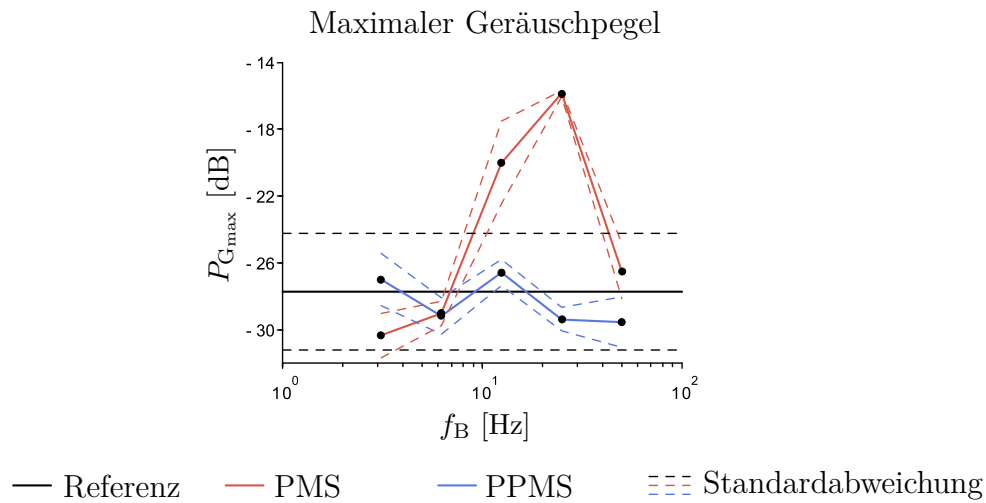 Maximaler Geräuschpegel
- 14
- 18
- 22
- 26
- 30
P_Gmax [dB]
10^0 10^1 10^2
f_B [Hz]
Referenz PMS PPMS Standardabweichung